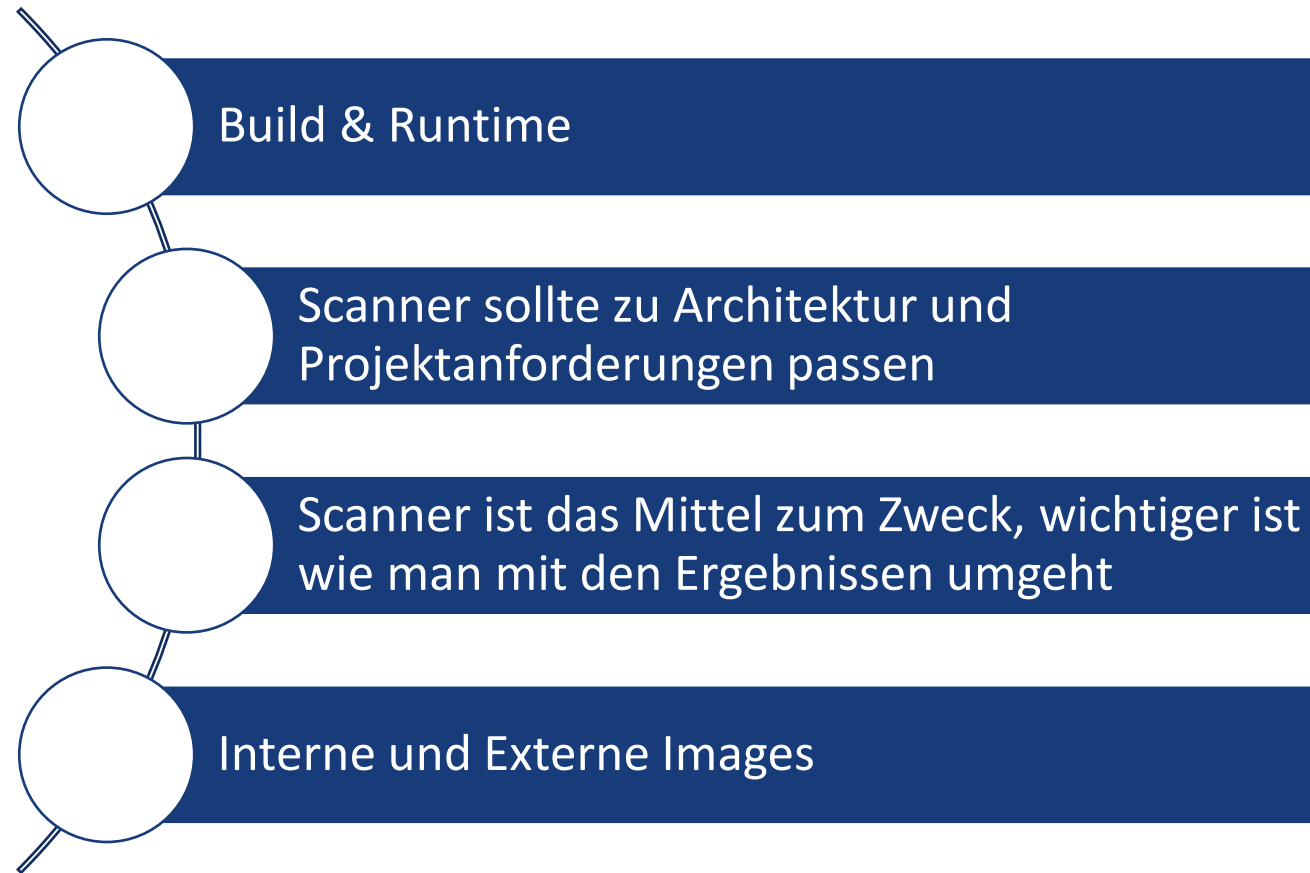 Build & Runtime
Scanner sollte zu Architektur und
Projektanforderungen passen
Scanner ist das Mittel zum Zweck, wichtiger ist
wie man mit den Ergebnissen umgeht
Interne und Externe Images